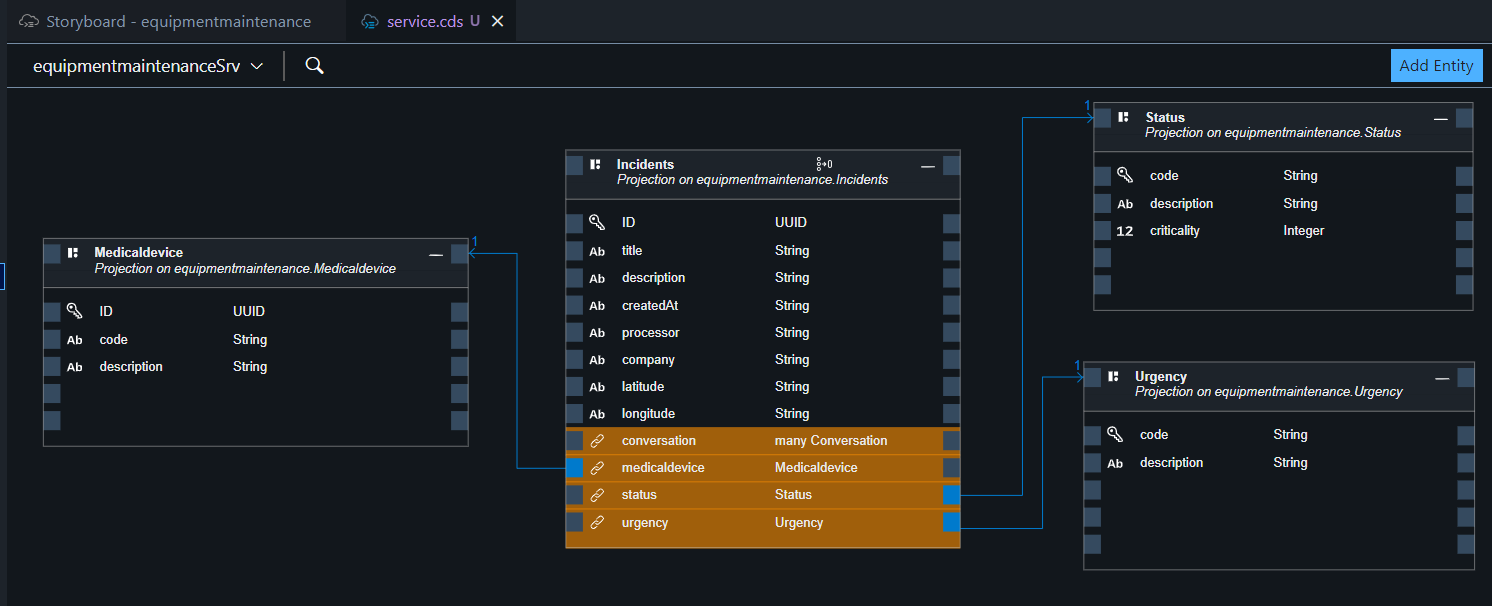 Storyboard - equipmentmaintenance
service.cds U
equipmentmaintenanceSrv
Add Entity
Medicaldevice
Projection on equipmentmaintenance.Medicaldevice
1
ID UUID
Ab code String
Ab description String
Incidents
0
Projection on equipmentmaintenance.Incidents
ID UUID
Ab title String
Ab description String
Ab createdAt String
Ab processor String
Ab company String
Ab latitude String
Ab longitude String
conversation many Conversation
medicaldevice Medicaldevice
status Status
urgency Urgency
1
Status
Projection on equipmentmaintenance.Status
code String
Ab description String
12 criticality Integer
1
Urgency
Projection on equipmentmaintenance.Urgency
code String
Ab description String